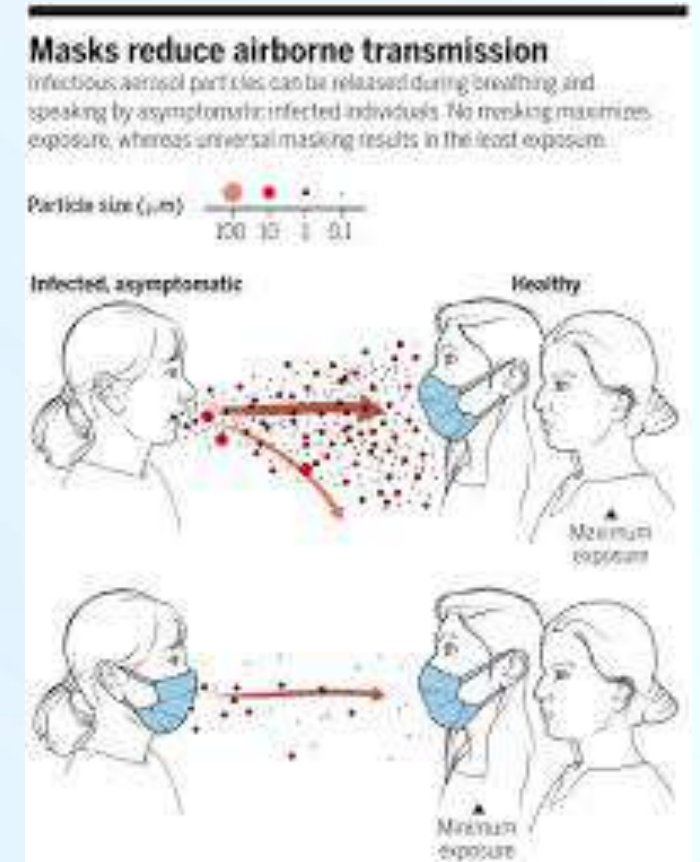 Masks reduce airborne transmission
Infectious aerosol particles can be released during breathing and
speaking by asymptomatic infected individuals. No masking maximizes
exposure, whereas universal masking results in the least exposure.
Particle size (μm)
100 10 1 0.1
Infected, asymptomatic Healthy
Maximum
exposure
Minimum
exposure